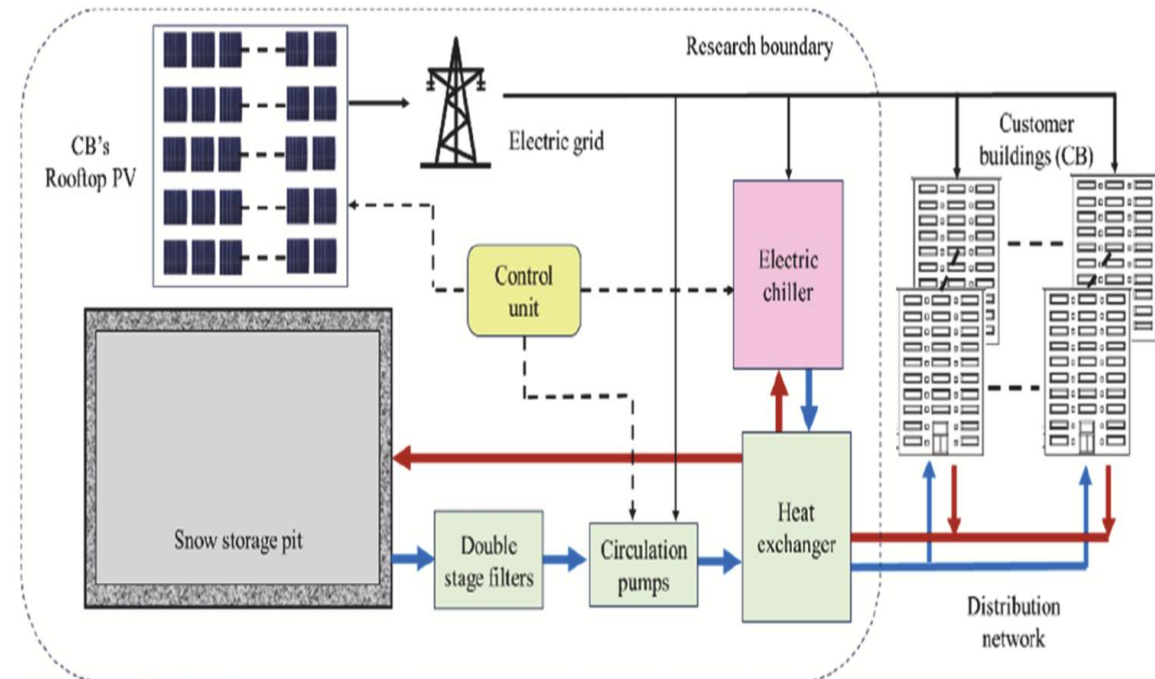 Research boundary
CB's
Rooftop PV
Electric grid
Customer
buildings (CB)
Control
unit
Electric
chiller
Snow storage pit
Double
stage filters
Circulation
pumps
Heat
exchanger
Distribution
network